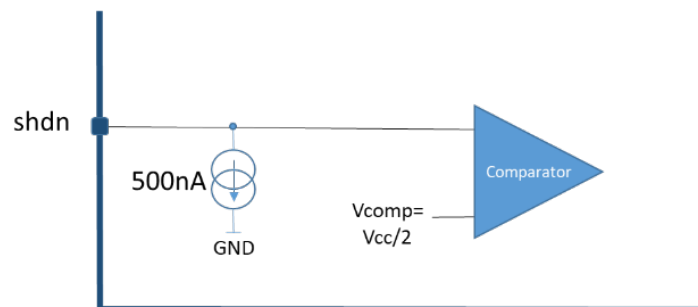 shdn
Comparator
500nA
Vcomp=
Vcc/2
GND